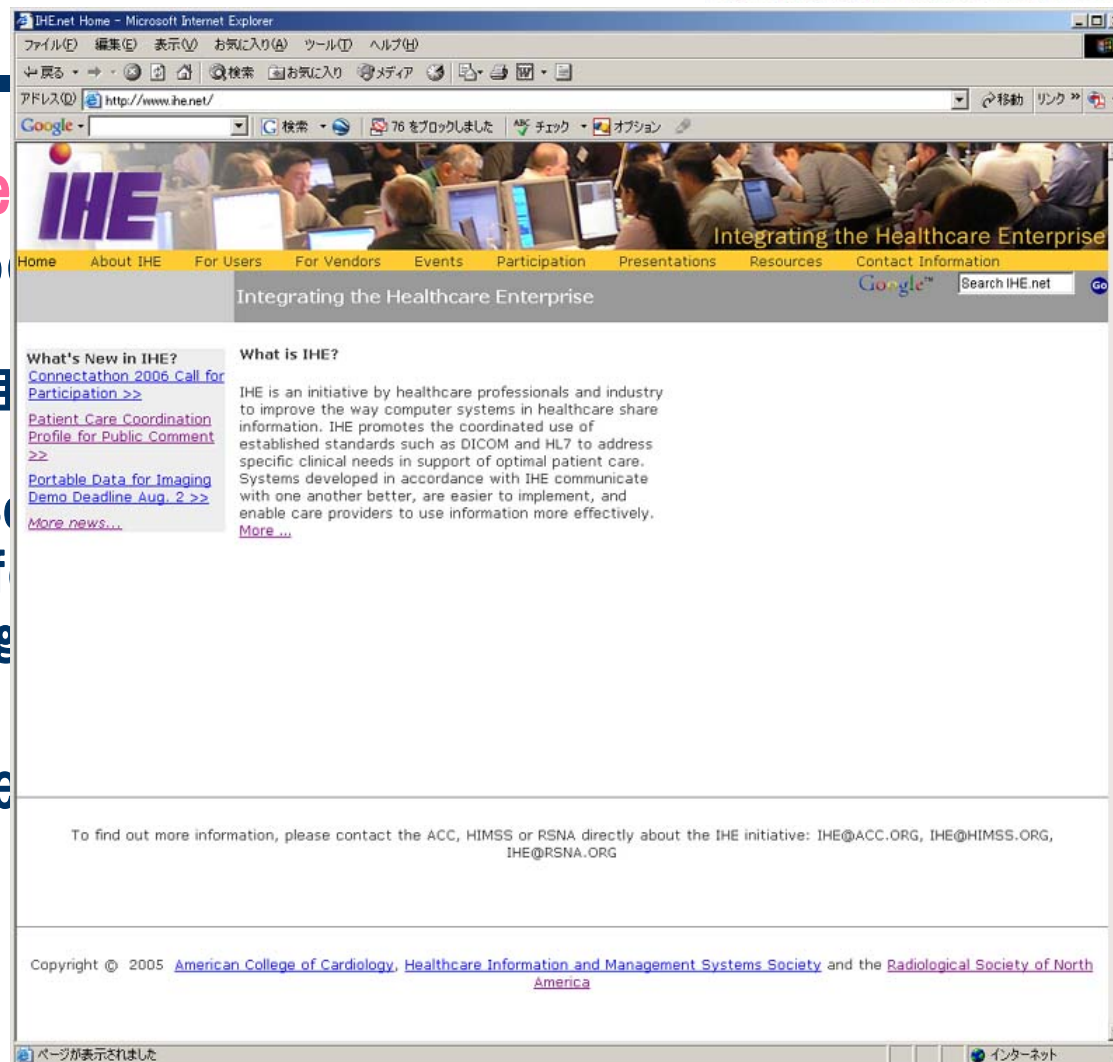 IHE.net Home - Microsoft Internet Explorer
ファイル(F) 編集(E) 表示(V) お気に入り(A) ツール(T) ヘルプ(H)
戻る 検索 お気に入り メディア
アドレス(D) http://www.ihe.net/ 移動 リンク »
Google 検索 76 をブロックしました ABC チェック オプション
IHE
Integrating the Healthcare Enterprise
Home About IHE For Users For Vendors Events Participation Presentations Resources Contact Information
Integrating the Healthcare Enterprise Google™ Search IHE.net Go
What's New in IHE?
Connectathon 2006 Call for
Participation >>
Patient Care Coordination
Profile for Public Comment
>>
Portable Data for Imaging
Demo Deadline Aug. 2 >>
More news...
What is IHE?
IHE is an initiative by healthcare professionals and industry
to improve the way computer systems in healthcare share
information. IHE promotes the coordinated use of
established standards such as DICOM and HL7 to address
specific clinical needs in support of optimal patient care.
Systems developed in accordance with IHE communicate
with one another better, are easier to implement, and
enable care providers to use information more effectively.
More ...
To find out more information, please contact the ACC, HIMSS or RSNA directly about the IHE initiative: IHE@ACC.ORG, IHE@HIMSS.ORG,
IHE@RSNA.ORG
Copyright © 2005 American College of Cardiology, Healthcare Information and Management Systems Society and the Radiological Society of North
America
ページが表示されました インターネット